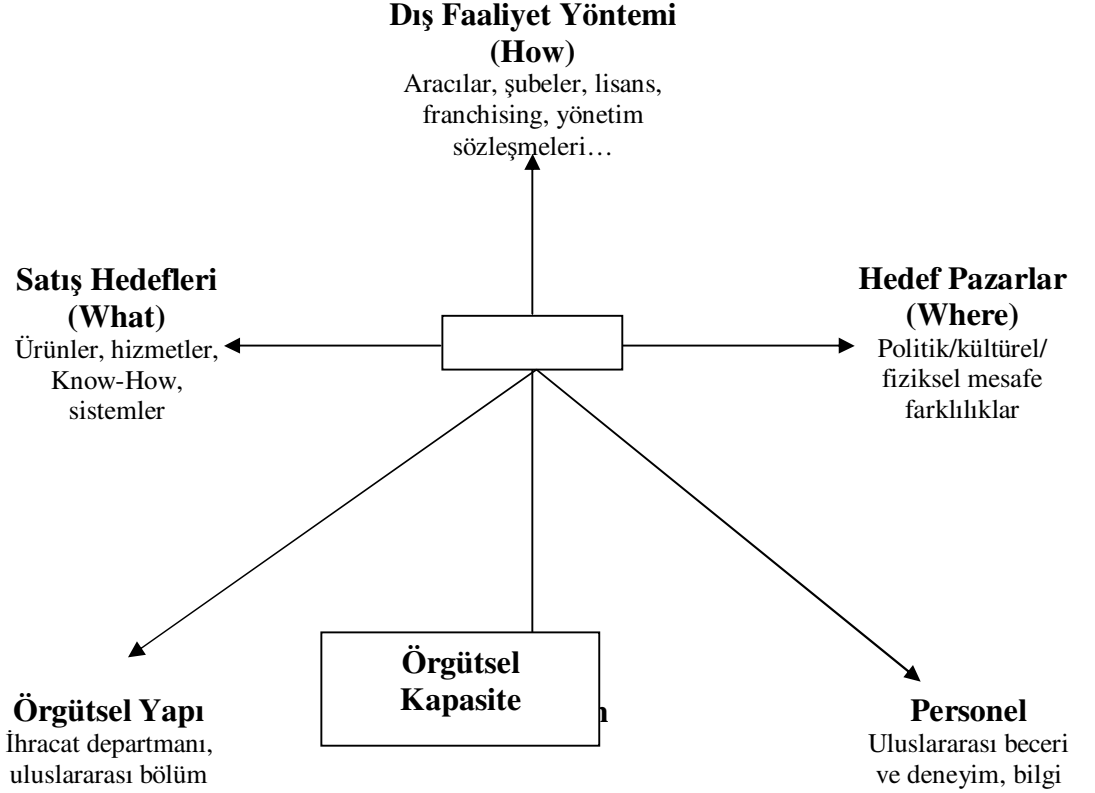 Dış Faaliyet Yöntemi
(How)
Aracılar, şubeler, lisans,
franchising, yönetim
sözleşmeleri…
Satış Hedefleri
(What)
Ürünler, hizmetler,
Know-How,
sistemler
Hedef Pazarlar
(Where)
Politik/kültürel/
fiziksel mesafe
farklılıklar
Örgütsel
Kapasite
Örgütsel Yapı
İhracat departmanı,
uluslararası bölüm
Personel
Uluslararası beceri
ve deneyim, bilgi